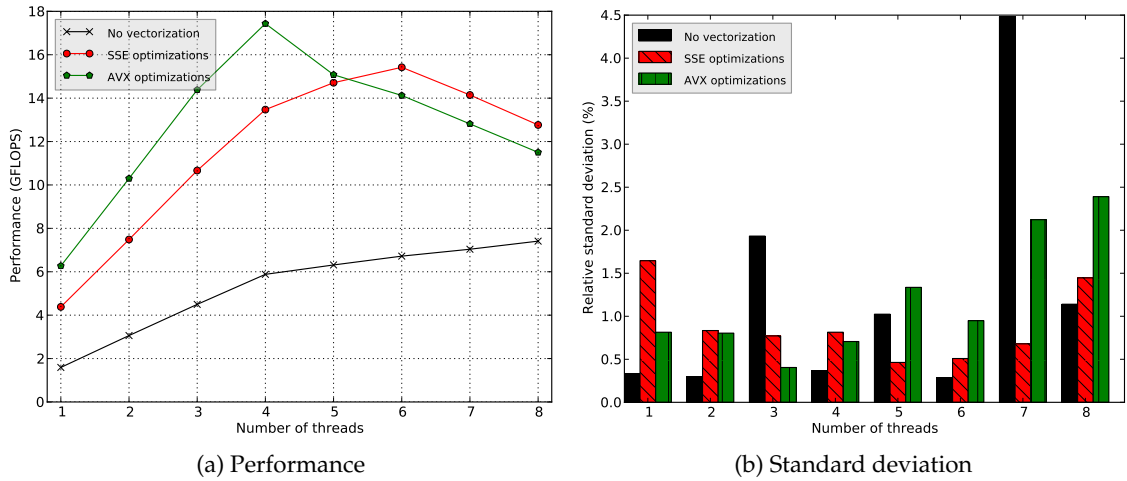 18
16
14
12
10
8
6
4
2
0
Performance (GFLOPS)
No vectorization
SSE optimizations
AVX optimizations
1 2 3 4 5 6 7 8
Number of threads
(a) Performance
4.5
4.0
3.5
3.0
2.5
2.0
1.5
1.0
0.5
0.0
Relative standard deviation (%)
No vectorization
SSE optimizations
AVX optimizations
1 2 3 4 5 6 7 8
Number of threads
(b) Standard deviation